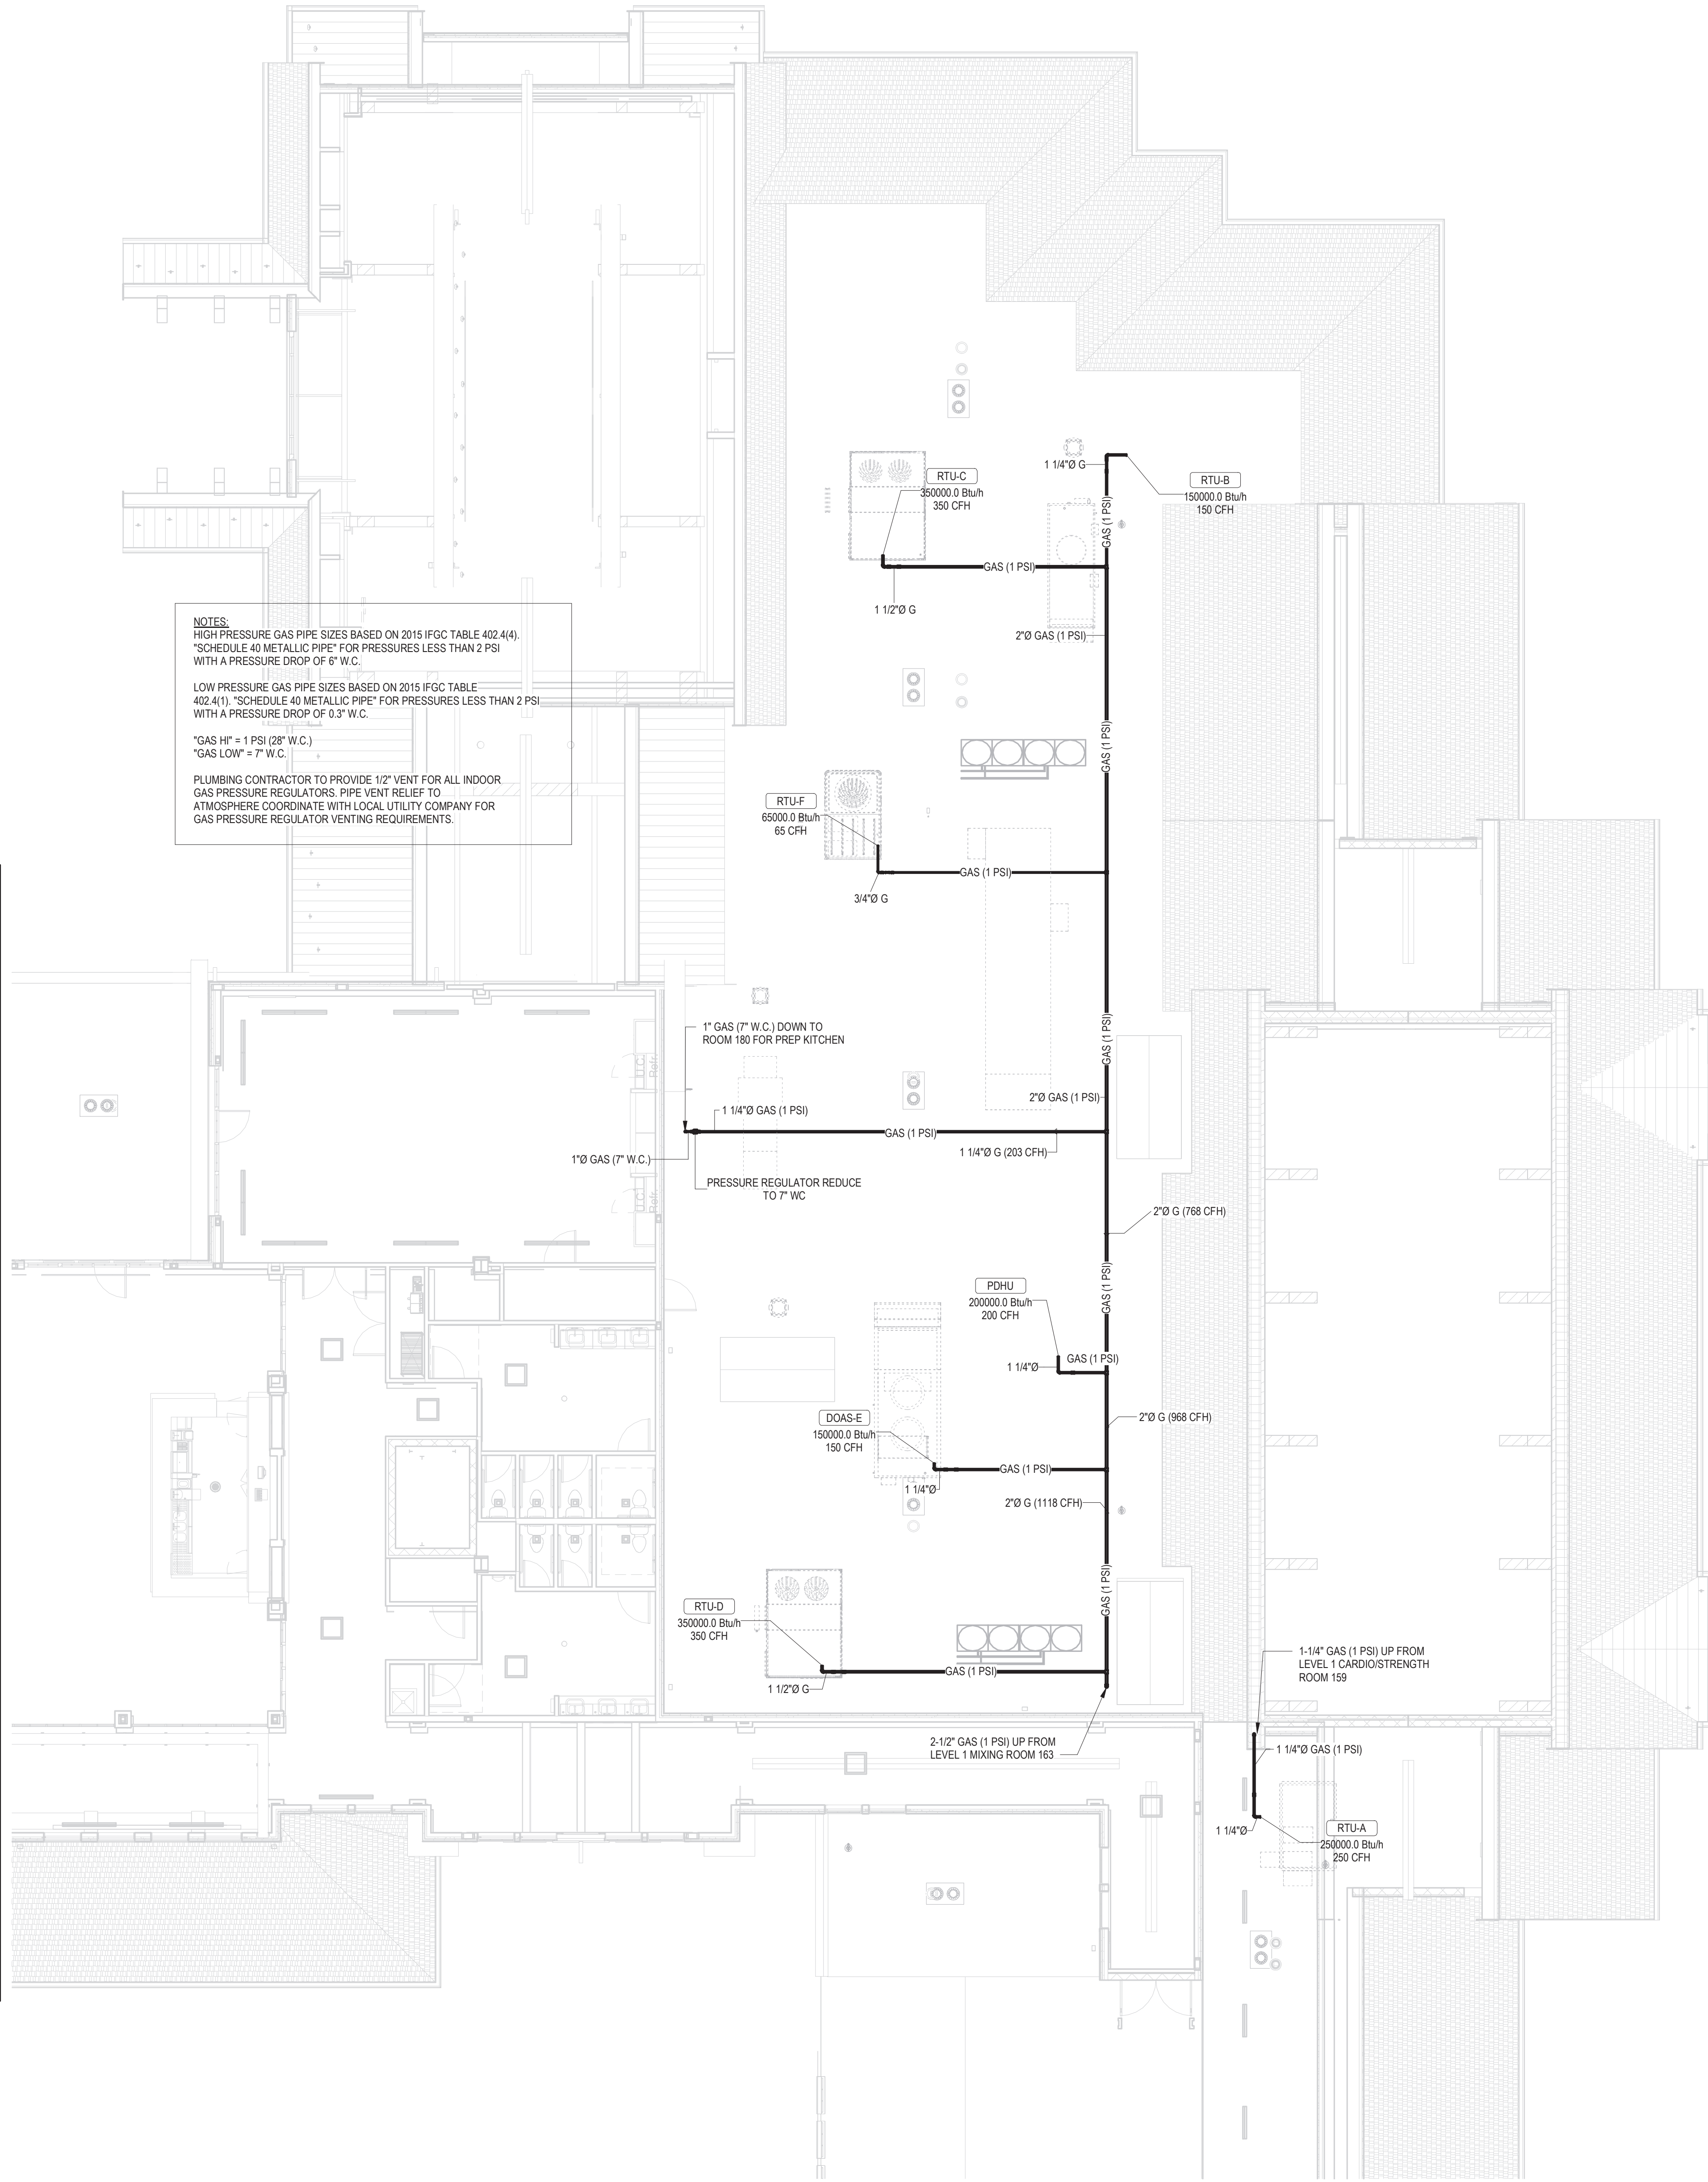 1 1/4"Ø G
RTU-C
350000.0 Btu/h
350 CFH
RTU-B
150000.0 Btu/h
150 CFH
GAS (1 PSI)
GAS (1 PSI)
1 1/2"Ø G
NOTES:
HIGH PRESSURE GAS PIPE SIZES BASED ON 2015 IFGC TABLE 402.4(4).
"SCHEDULE 40 METALLIC PIPE" FOR PRESSURES LESS THAN 2 PSI
WITH A PRESSURE DROP OF 6" W.C.
LOW PRESSURE GAS PIPE SIZES BASED ON 2015 IFGC TABLE
402.4(1). "SCHEDULE 40 METALLIC PIPE" FOR PRESSURES LESS THAN 2 PSI
WITH A PRESSURE DROP OF 0.3" W.C.
"GAS HI" = 1 PSI (28" W.C.)
"GAS LOW" = 7" W.C.
PLUMBING CONTRACTOR TO PROVIDE 1/2" VENT FOR ALL INDOOR
GAS PRESSURE REGULATORS. PIPE VENT RELIEF TO
ATMOSPHERE COORDINATE WITH LOCAL UTILITY COMPANY FOR
GAS PRESSURE REGULATOR VENTING REQUIREMENTS.
2"Ø GAS (1 PSI)
GAS (1 PSI)
RTU-F
65000.0 Btu/h
65 CFH
GAS (1 PSI)
3/4"Ø G
1" GAS (7" W.C.) DOWN TO
ROOM 180 FOR PREP KITCHEN
GAS (1 PSI)
Refr.
2"Ø GAS (1 PSI)
1 1/4"Ø GAS (1 PSI)
GAS (1 PSI)
1 1/4"Ø G (203 CFH)
1"Ø GAS (7" W.C.)
PRESSURE REGULATOR REDUCE
TO 7" WC
Refr.
2"Ø G (768 CFH)
GAS (1 PSI)
PDHU
200000.0 Btu/h
200 CFH
GAS (1 PSI)
1 1/4"Ø
2"Ø G (968 CFH)
DOAS-E
150000.0 Btu/h
150 CFH
GAS (1 PSI)
1 1/4"Ø
2"Ø G (1118 CFH)
GAS (1 PSI)
RTU-D
350000.0 Btu/h
350 CFH
GAS (1 PSI)
1 1/2"Ø G
1-1/4" GAS (1 PSI) UP FROM
LEVEL 1 CARDIO/STRENGTH
ROOM 159
2-1/2" GAS (1 PSI) UP FROM
LEVEL 1 MIXING ROOM 163
1 1/4"Ø GAS (1 PSI)
1 1/4"Ø
RTU-A
250000.0 Btu/h
250 CFH